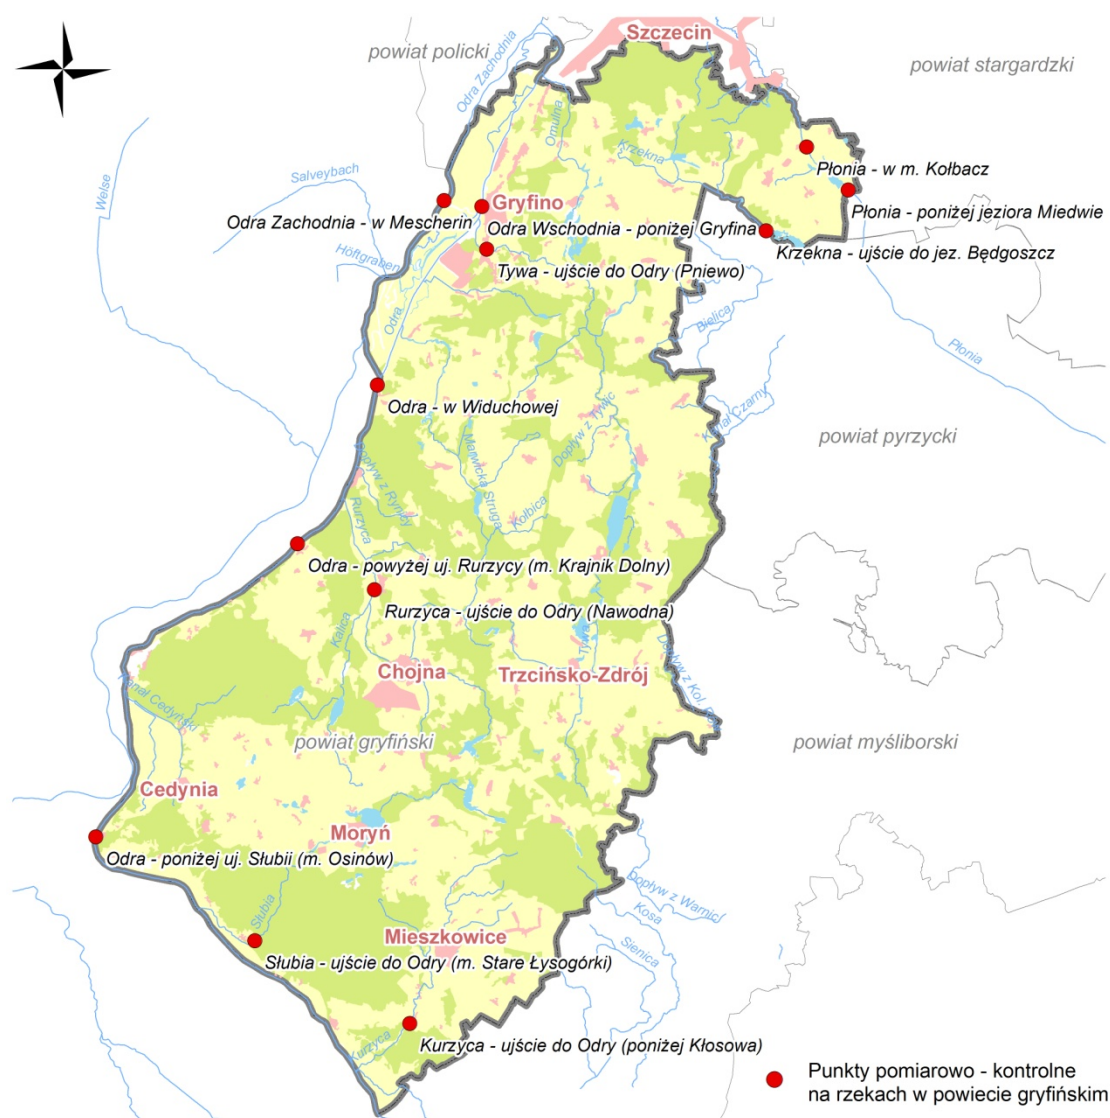 Szczecin
powiat policki
powiat stargardzki
Odra Zachodnia
Omulna
Krzekna
Płonia - w m. Kołbacz
Welse
Salveybach
Gryfino
Płonia - poniżej jeziora Miedwie
Odra Zachodnia - w Mescherin
Odra Wschodnia - poniżej Gryfina
Krzekna - ujście do jez. Będgoszcz
Höftgraben
Tywa - ujście do Odry (Pniewo)
Odra
Bielica
Płonia
Odra - w Widuchowej
Kanał Czarny
Dopływ z Tywic
powiat pyrzycki
Marwicka Struga
Dopływ z Rynicy
Kołbica
Rurzyca
Odra - powyżej uj. Rurzycy (m. Krajnik Dolny)
Rurzyca - ujście do Odry (Nawodna)
Kalica
Tywa
Chojna
Trzcińsko-Zdrój
Dopływ z Kol.
Kanał Cedyński
powiat gryfiński
powiat myśliborski
Cedynia
Moryń
Odra - poniżej uj. Słubii (m. Osinów)
Dopływ z Warnic
Kosa
Słubia
Mieszkowice
Sienica
Słubia - ujście do Odry (m. Stare Łysogórki)
Kurzyca
Kurzyca - ujście do Odry (poniżej Kłosowa)
Punkty pomiarowo - kontrolne
na rzekach w powiecie gryfińskim